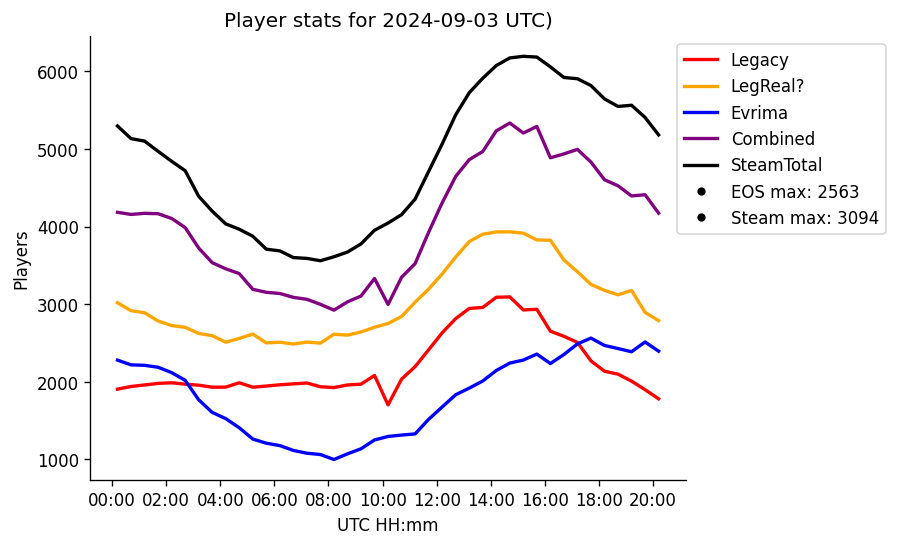 Player stats for 2024-09-03 UTC)
Legacy
LegReal?
Evrima
Combined
SteamTotal
EOS max: 2563
Steam max: 3094
Players
6000
5000
4000
3000
2000
1000
00:00 02:00 04:00 06:00 08:00 10:00 12:00 14:00 16:00 18:00 20:00
UTC HH:mm